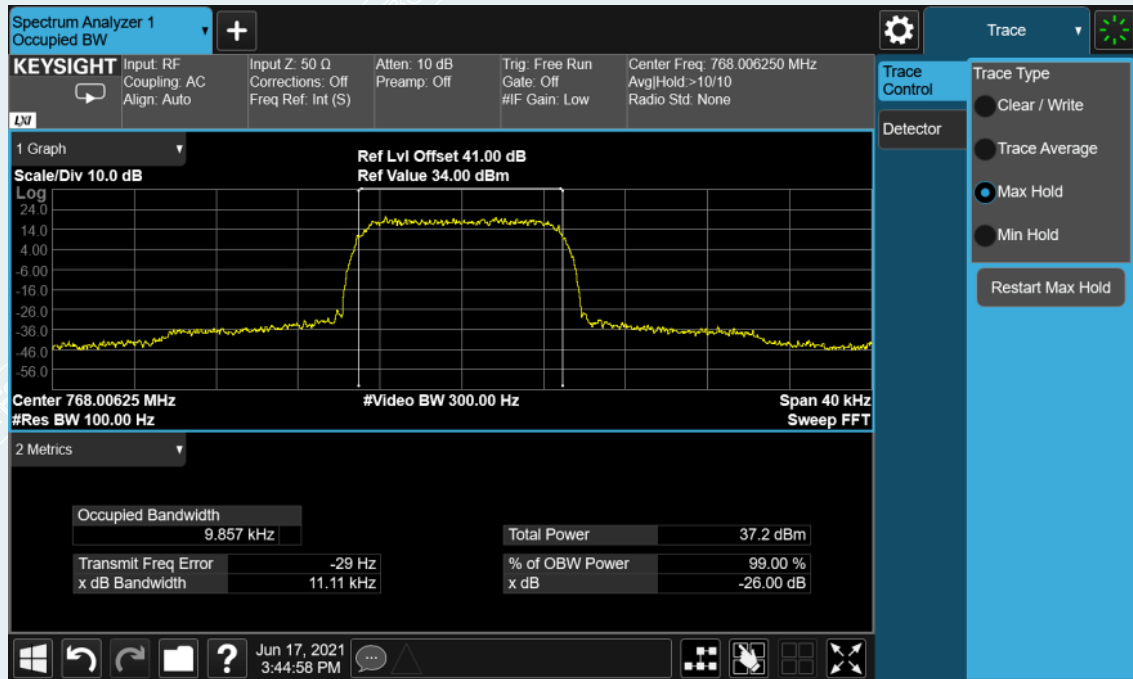 Spectrum Analyzer 1
Occupied BW
+
Trace
KEYSIGHT
LXI
Input: RF
Coupling: AC
Align: Auto
Input Z: 50 Ω
Corrections: Off
Freq Ref: Int (S)
Atten: 10 dB
Preamp: Off
Trig: Free Run
Gate: Off
#IF Gain: Low
Center Freq: 768.006250 MHz
Avg|Hold:>10/10
Radio Std: None
Trace
Control
Detector
Trace Type
Clear / Write
Trace Average
Max Hold
Min Hold
Restart Max Hold
1 Graph
Scale/Div 10.0 dB
Ref Lvl Offset 41.00 dB
Ref Value 34.00 dBm
Log
24.0
14.0
4.00
-6.00
-16.0
-26.0
-36.0
-46.0
-56.0
Center 768.00625 MHz
#Res BW 100.00 Hz
#Video BW 300.00 Hz
Span 40 kHz
Sweep FFT
2 Metrics
Occupied Bandwidth
9.857 kHz
Total Power 37.2 dBm
Transmit Freq Error -29 Hz
% of OBW Power 99.00 %
x dB Bandwidth 11.11 kHz
x dB -26.00 dB
?
Jun 17, 2021
3:44:58 PM